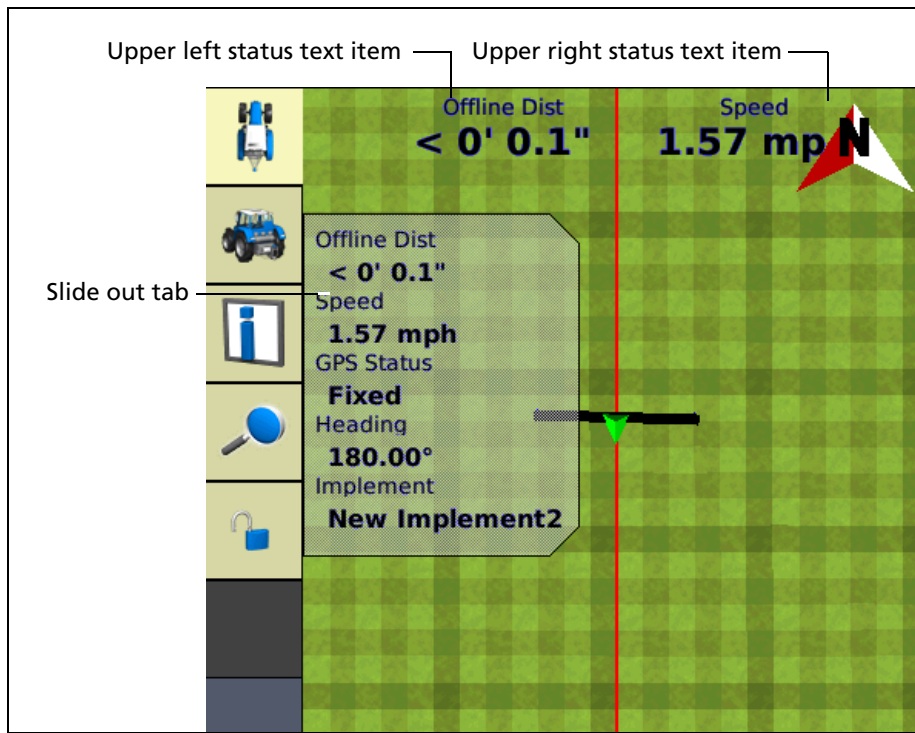 Upper left status text item
Upper right status text item
Offline Dist
< 0' 0.1"
Speed
1.57 mp
N
Slide out tab
Offline Dist
< 0' 0.1"
Speed
1.57 mph
GPS Status
Fixed
Heading
180.00°
Implement
New Implement2